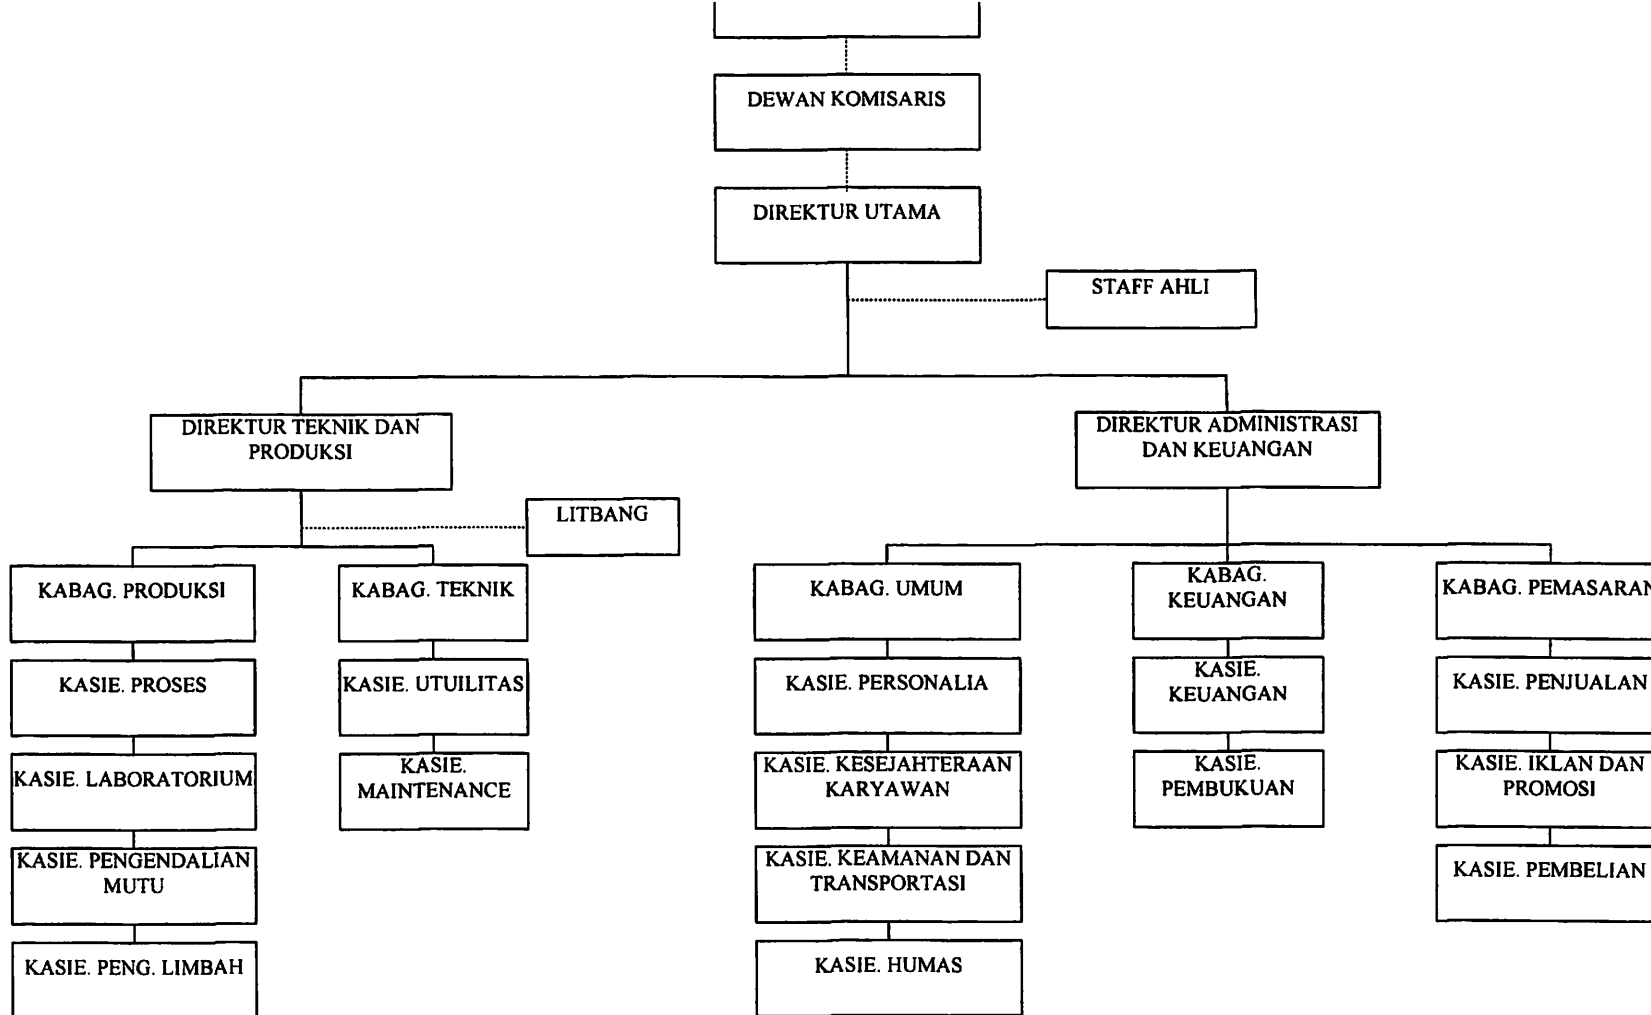 DEWAN KOMISARIS
DIREKTUR UTAMA
STAFF AHLI
DIREKTUR TEKNIK DAN
PRODUKSI
DIREKTUR ADMINISTRASI
DAN KEUANGAN
LITBANG
KABAG. PRODUKSI
KABAG. TEKNIK
KABAG. UMUM
KABAG.
KEUANGAN
KABAG. PEMASARAN
KASIE. PROSES
KASIE. UTUILITAS
KASIE. PERSONALIA
KASIE.
KEUANGAN
KASIE. PENJUALAN
KASIE. LABORATORIUM
KASIE.
MAINTENANCE
KASIE. KESEJAHTERAAN
KARYAWAN
KASIE.
PEMBUKUAN
KASIE. IKLAN DAN
PROMOSI
KASIE. PENGENDALIAN
MUTU
KASIE. KEAMANAN DAN
TRANSPORTASI
KASIE. PEMBELIAN
KASIE. PENG. LIMBAH
KASIE. HUMAS